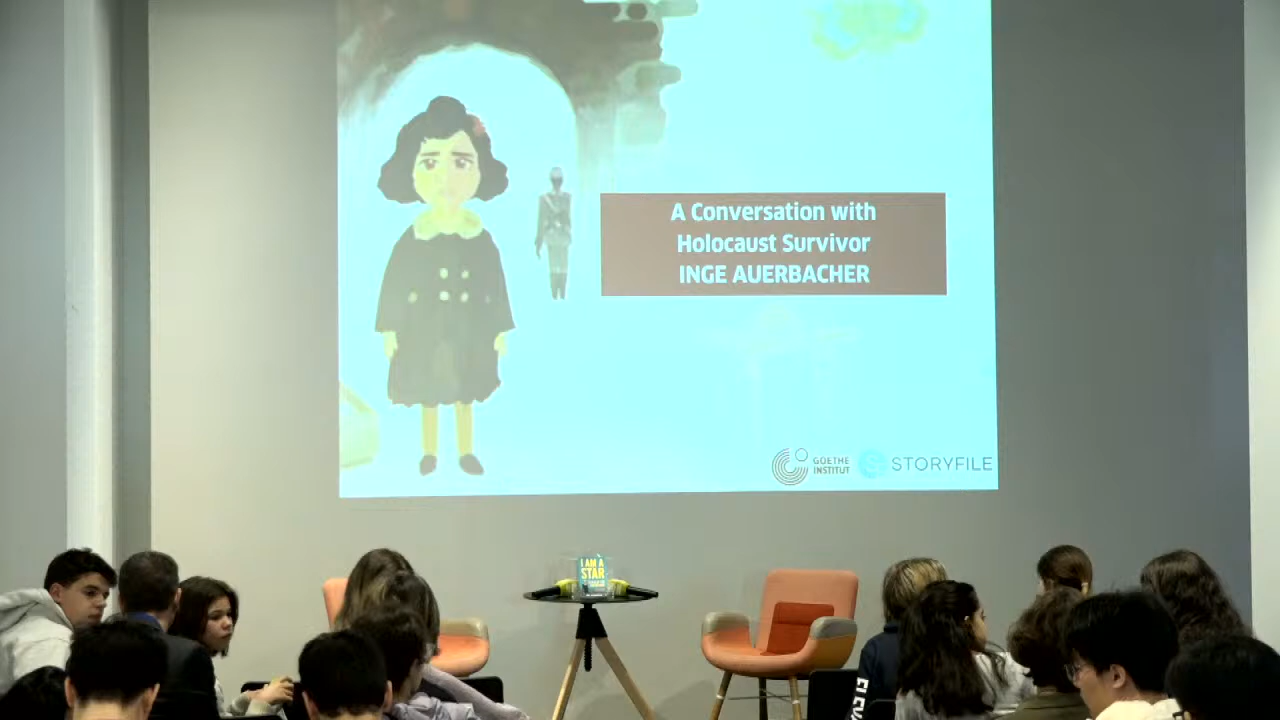 A Conversation with
Holocaust Survivor
INGE AUERBACHER
GOETHE
INSTITUT
STORYFILE
I AM A
STAR